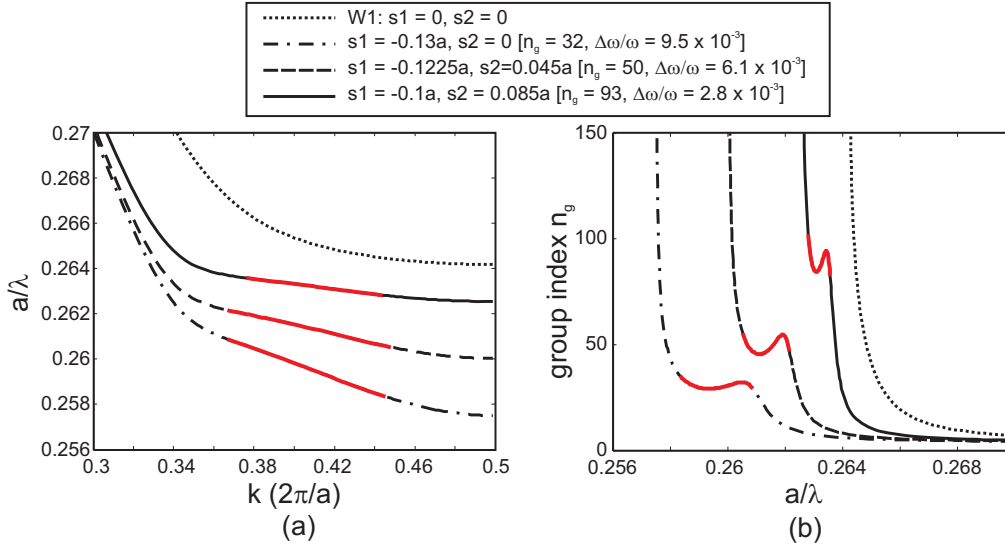 W1: s1 = 0, s2 = 0
s1 = -0.13a, s2 = 0 [n_g = 32, Δω/ω = 9.5 x 10⁻³]
s1 = -0.1225a, s2=0.045a [n_g = 50, Δω/ω = 6.1 x 10⁻³]
s1 = -0.1a, s2 = 0.085a [n_g = 93, Δω/ω = 2.8 x 10⁻³]
0.27
0.268
0.266
0.264
0.262
0.26
0.258
0.256
a/λ
0.3
0.34
0.38
0.42
0.46
0.5
k (2π/a)
(a)
150
100
50
0
group index n_g
0.256
0.26
0.264
0.268
a/λ
(b)